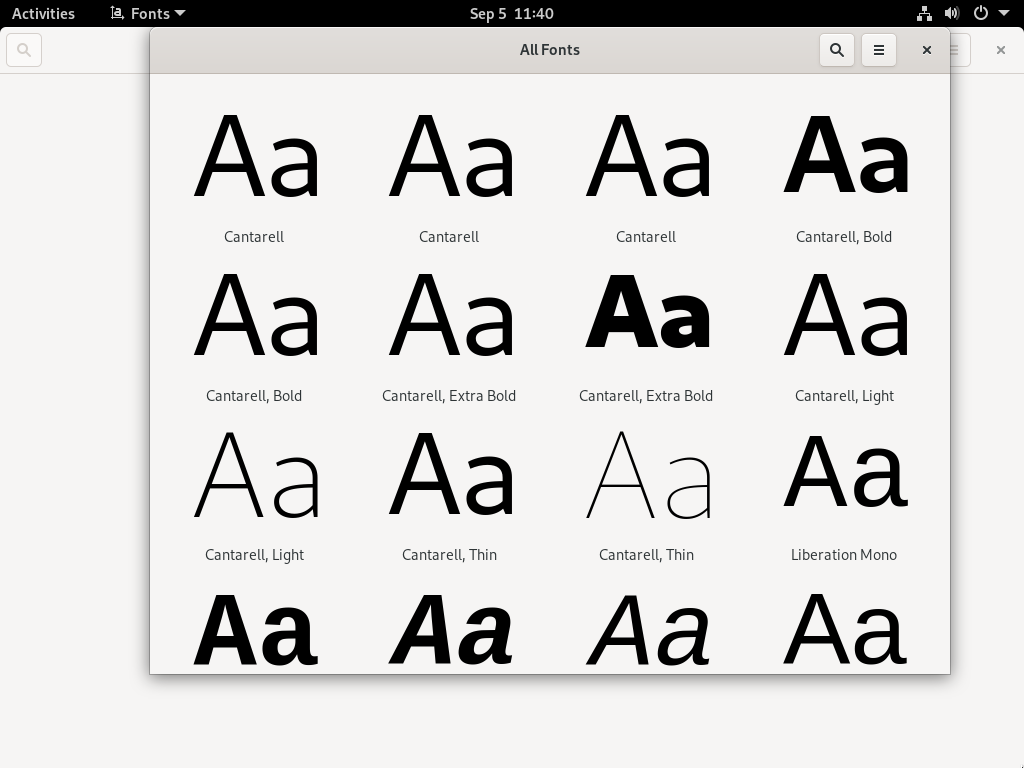 Activities Fonts Sep 5 11:40
All Fonts
Aa Aa Aa Aa
Cantarell Cantarell Cantarell Cantarell, Bold
Aa Aa Aa Aa
Cantarell, Bold Cantarell, Extra Bold Cantarell, Extra Bold Cantarell, Light
Aa Aa Aa Aa
Cantarell, Light Cantarell, Thin Cantarell, Thin Liberation Mono
Aa Aa Aa Aa